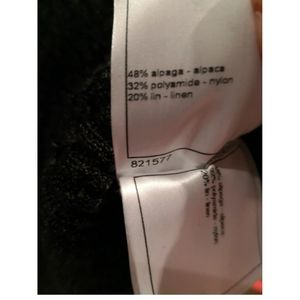 48% alpaga - alpaca
32% polyamide - nylon
20% lin - linen
821577